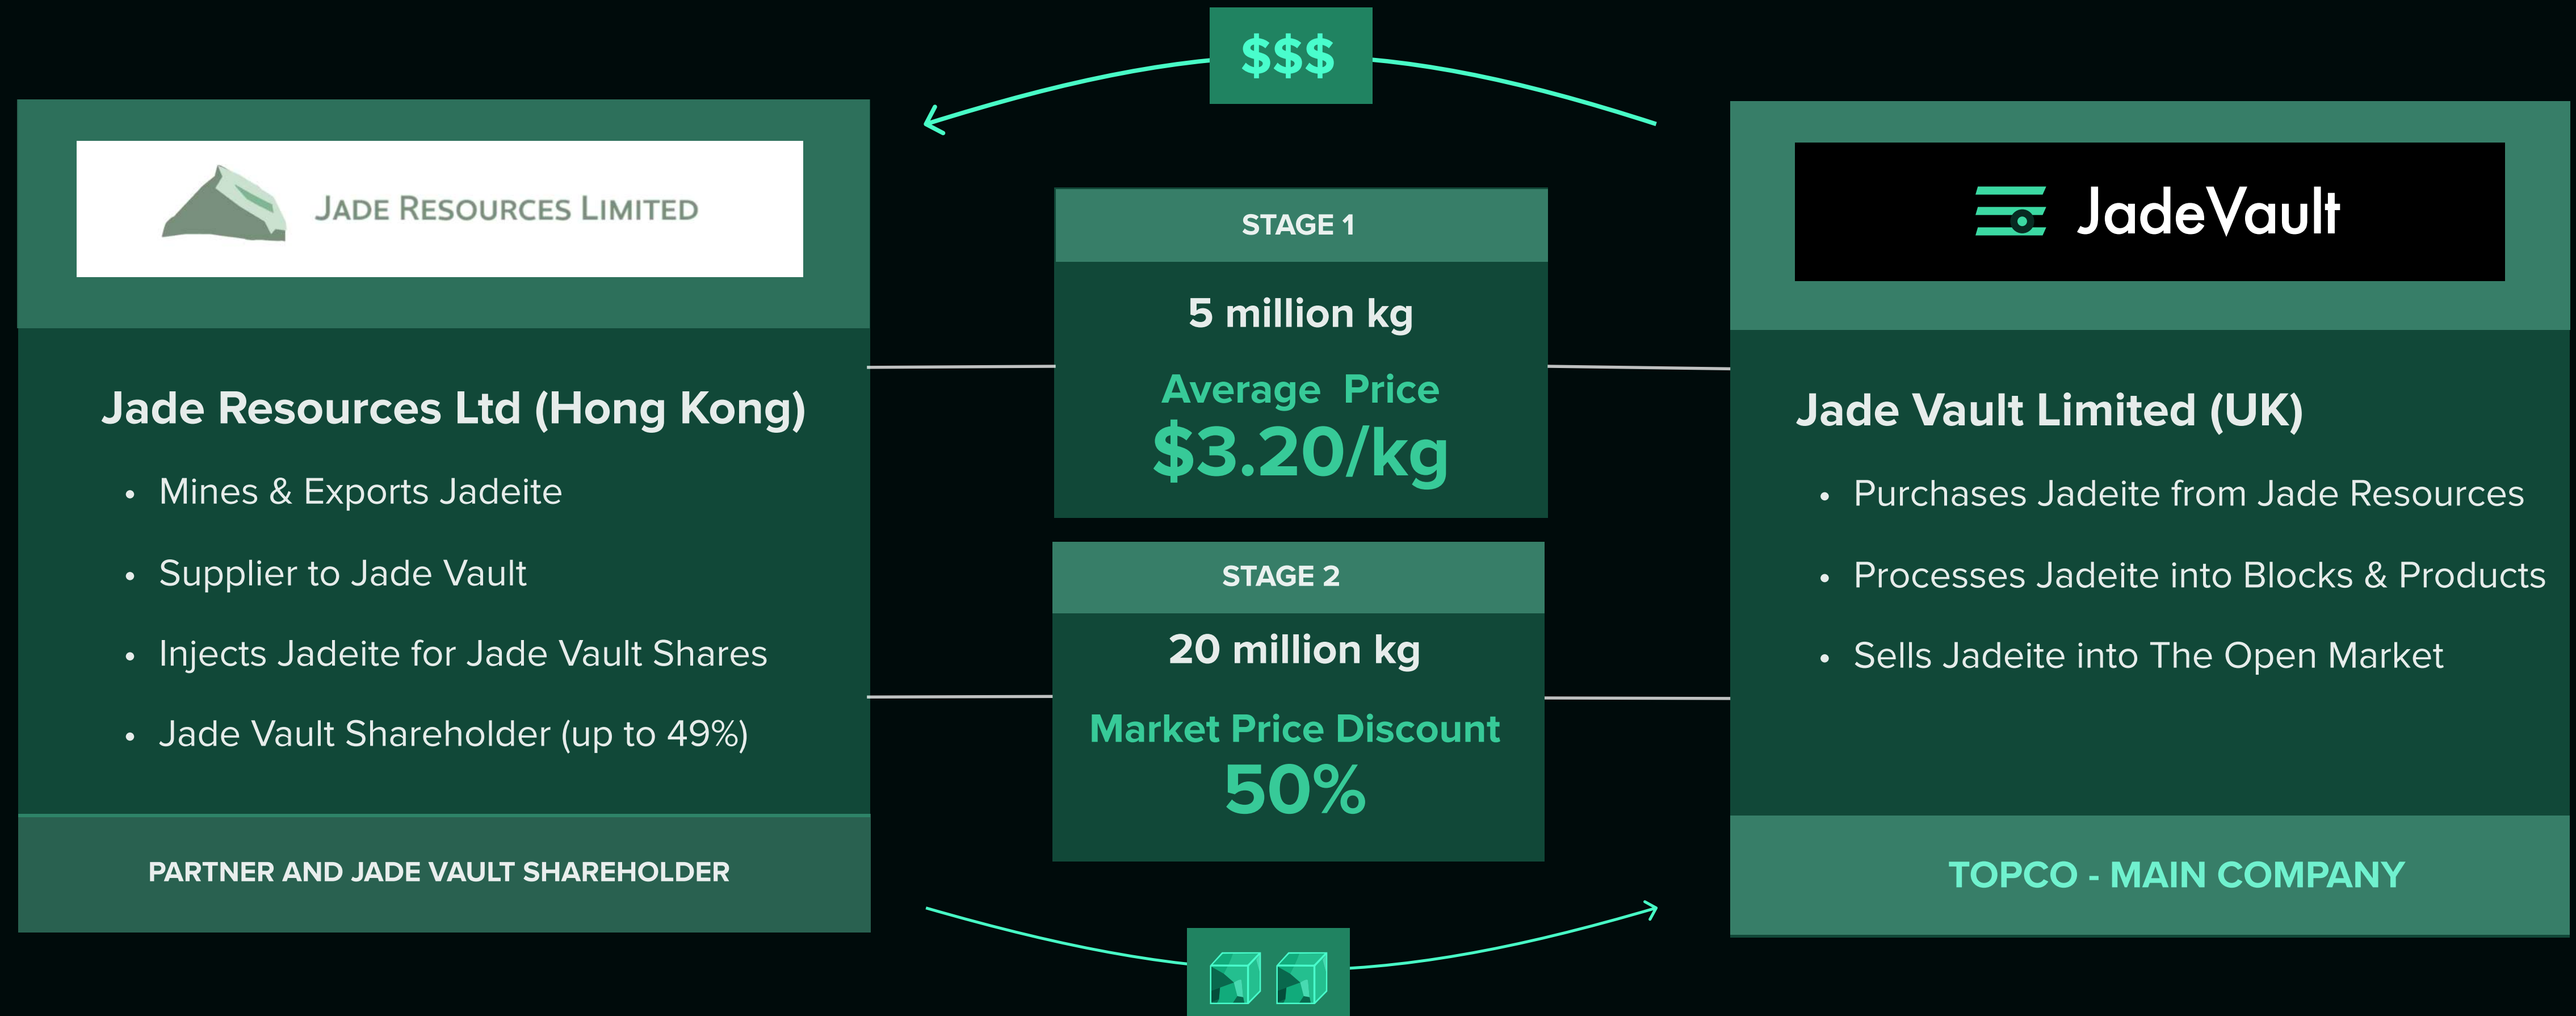 $$$
JADE RESOURCES LIMITED
Jade Resources Ltd (Hong Kong)
• Mines & Exports Jadeite
• Supplier to Jade Vault
• Injects Jadeite for Jade Vault Shares
• Jade Vault Shareholder (up to 49%)
PARTNER AND JADE VAULT SHAREHOLDER
STAGE 1
5 million kg
Average Price
$3.20/kg
STAGE 2
20 million kg
Market Price Discount
50%
JadeVault
Jade Vault Limited (UK)
• Purchases Jadeite from Jade Resources
• Processes Jadeite into Blocks & Products
• Sells Jadeite into The Open Market
TOPCO - MAIN COMPANY